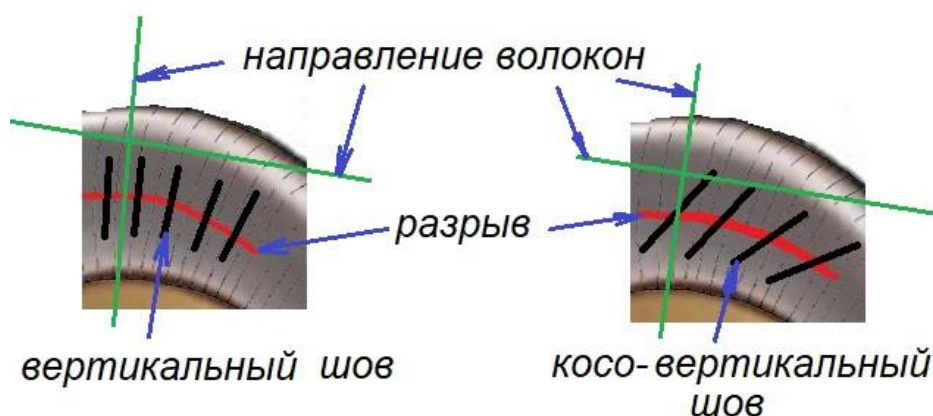 направление волокон
разрыв
вертикальный шов
косо-вертикальный
шов